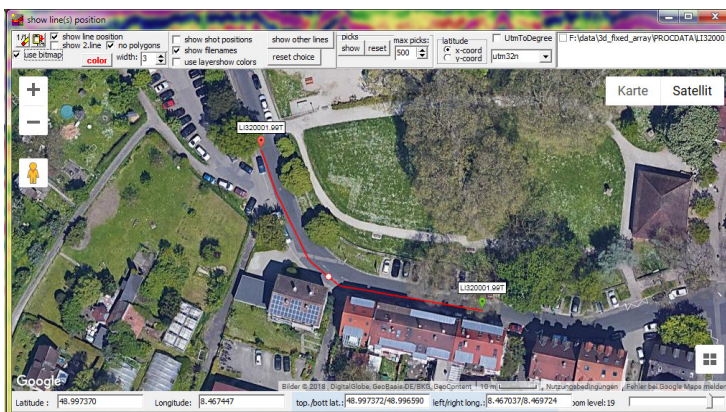 show line(s) position
show line position
show 2.line
no polygons
use bitmap
color
width:
3
show shot positions
show filenames
use layershow colors
show other lines
reset choice
picks
show
reset
max picks:
500
latitude
x-coord
y-coord
UtmToDegree
utm32n
F:\data\3d_fixed_array\PROCDATA\LI32000
Karte
Satellit
LI320001.99T
LI320001.99T
Google
Bilder © 2018 , DigitalGlobe, GeoBasis-DE/BKG, GeoContent
10 m
Nutzungsbedingungen
Fehler bei Google Maps melden
Latitude :
48.997370
Longitude:
8.467447
top./bott lat.:
48.997372/48.996590
left/right long.:
8.467037/8.469724
oom level:19